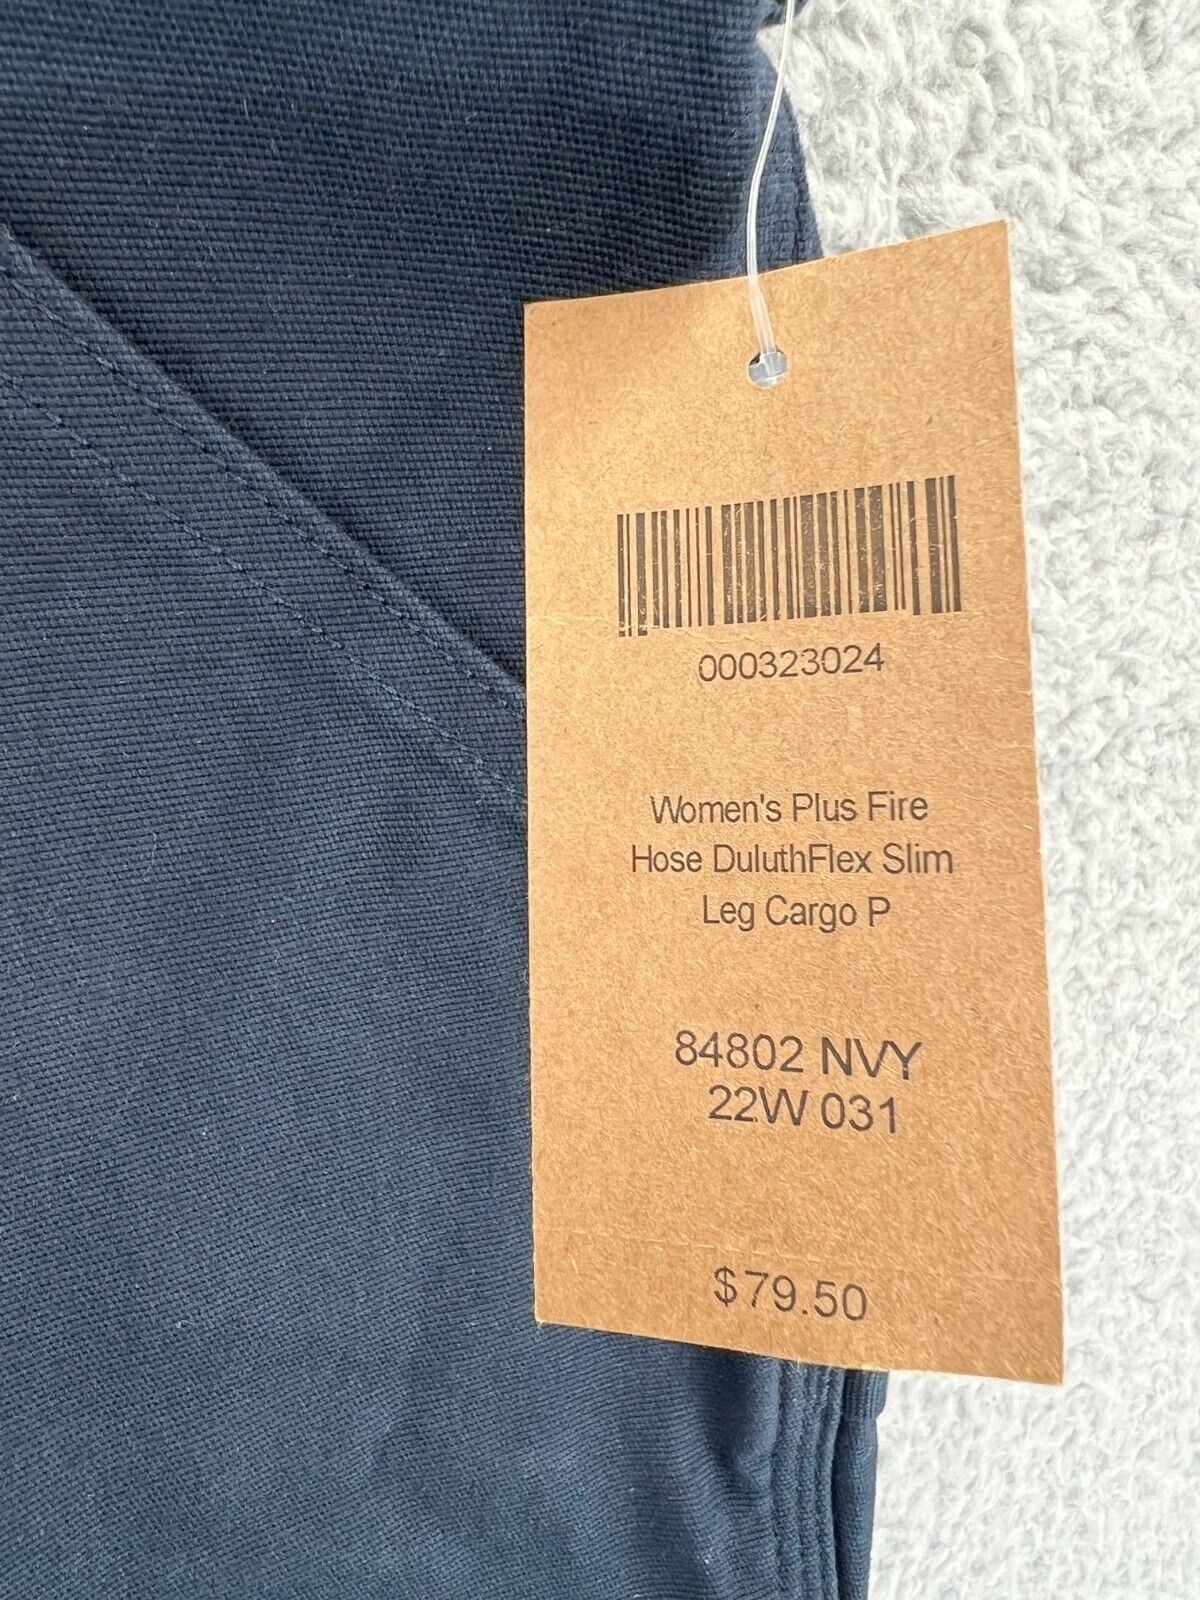 000323024
Women's Plus Fire
Hose DuluthFlex Slim
Leg Cargo P
84802 NVY
22W 031
$79.50